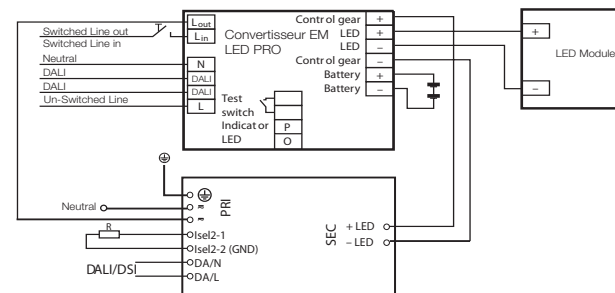 Switched Line out
Switched Line in
Neutral
DALI
DALI
Un-Switched Line
Lout
Lin
N
DALI
DALI
L
Convertisseur EM
LED PRO
Test
switch
Indicator
LED
P
O
Control gear +
LED +
LED –
Control gear –
Battery +
Battery –
+
–
LED Module
Neutral
R
DALI/DSI
PRI
Isel2-1
Isel2-2 (GND)
DA/N
DA/L
SEC
+ LED
– LED